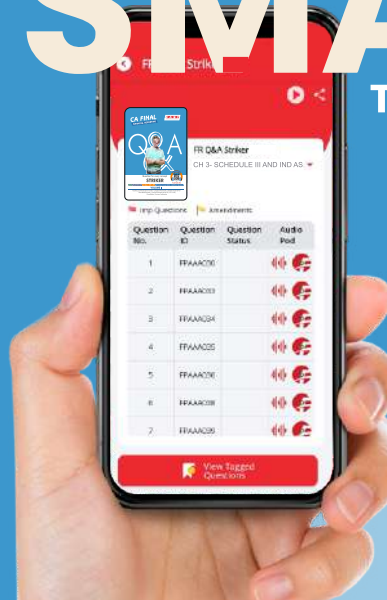 SMA
T
FR
Strik
CA FINAL
Q&A
STRIKER
FR Q&A Striker
CH 3- SCHEDULE III AND IND AS
Imp Questions Amendments
Question No. Question ID Question Status Audio Pod
1 FRAAA030
2 FRAAA033
3 FRAAA034
4 FRAAA035
5 FRAAA036
6 FRAAA038
7 FRAAA039
View Tagged
Questions